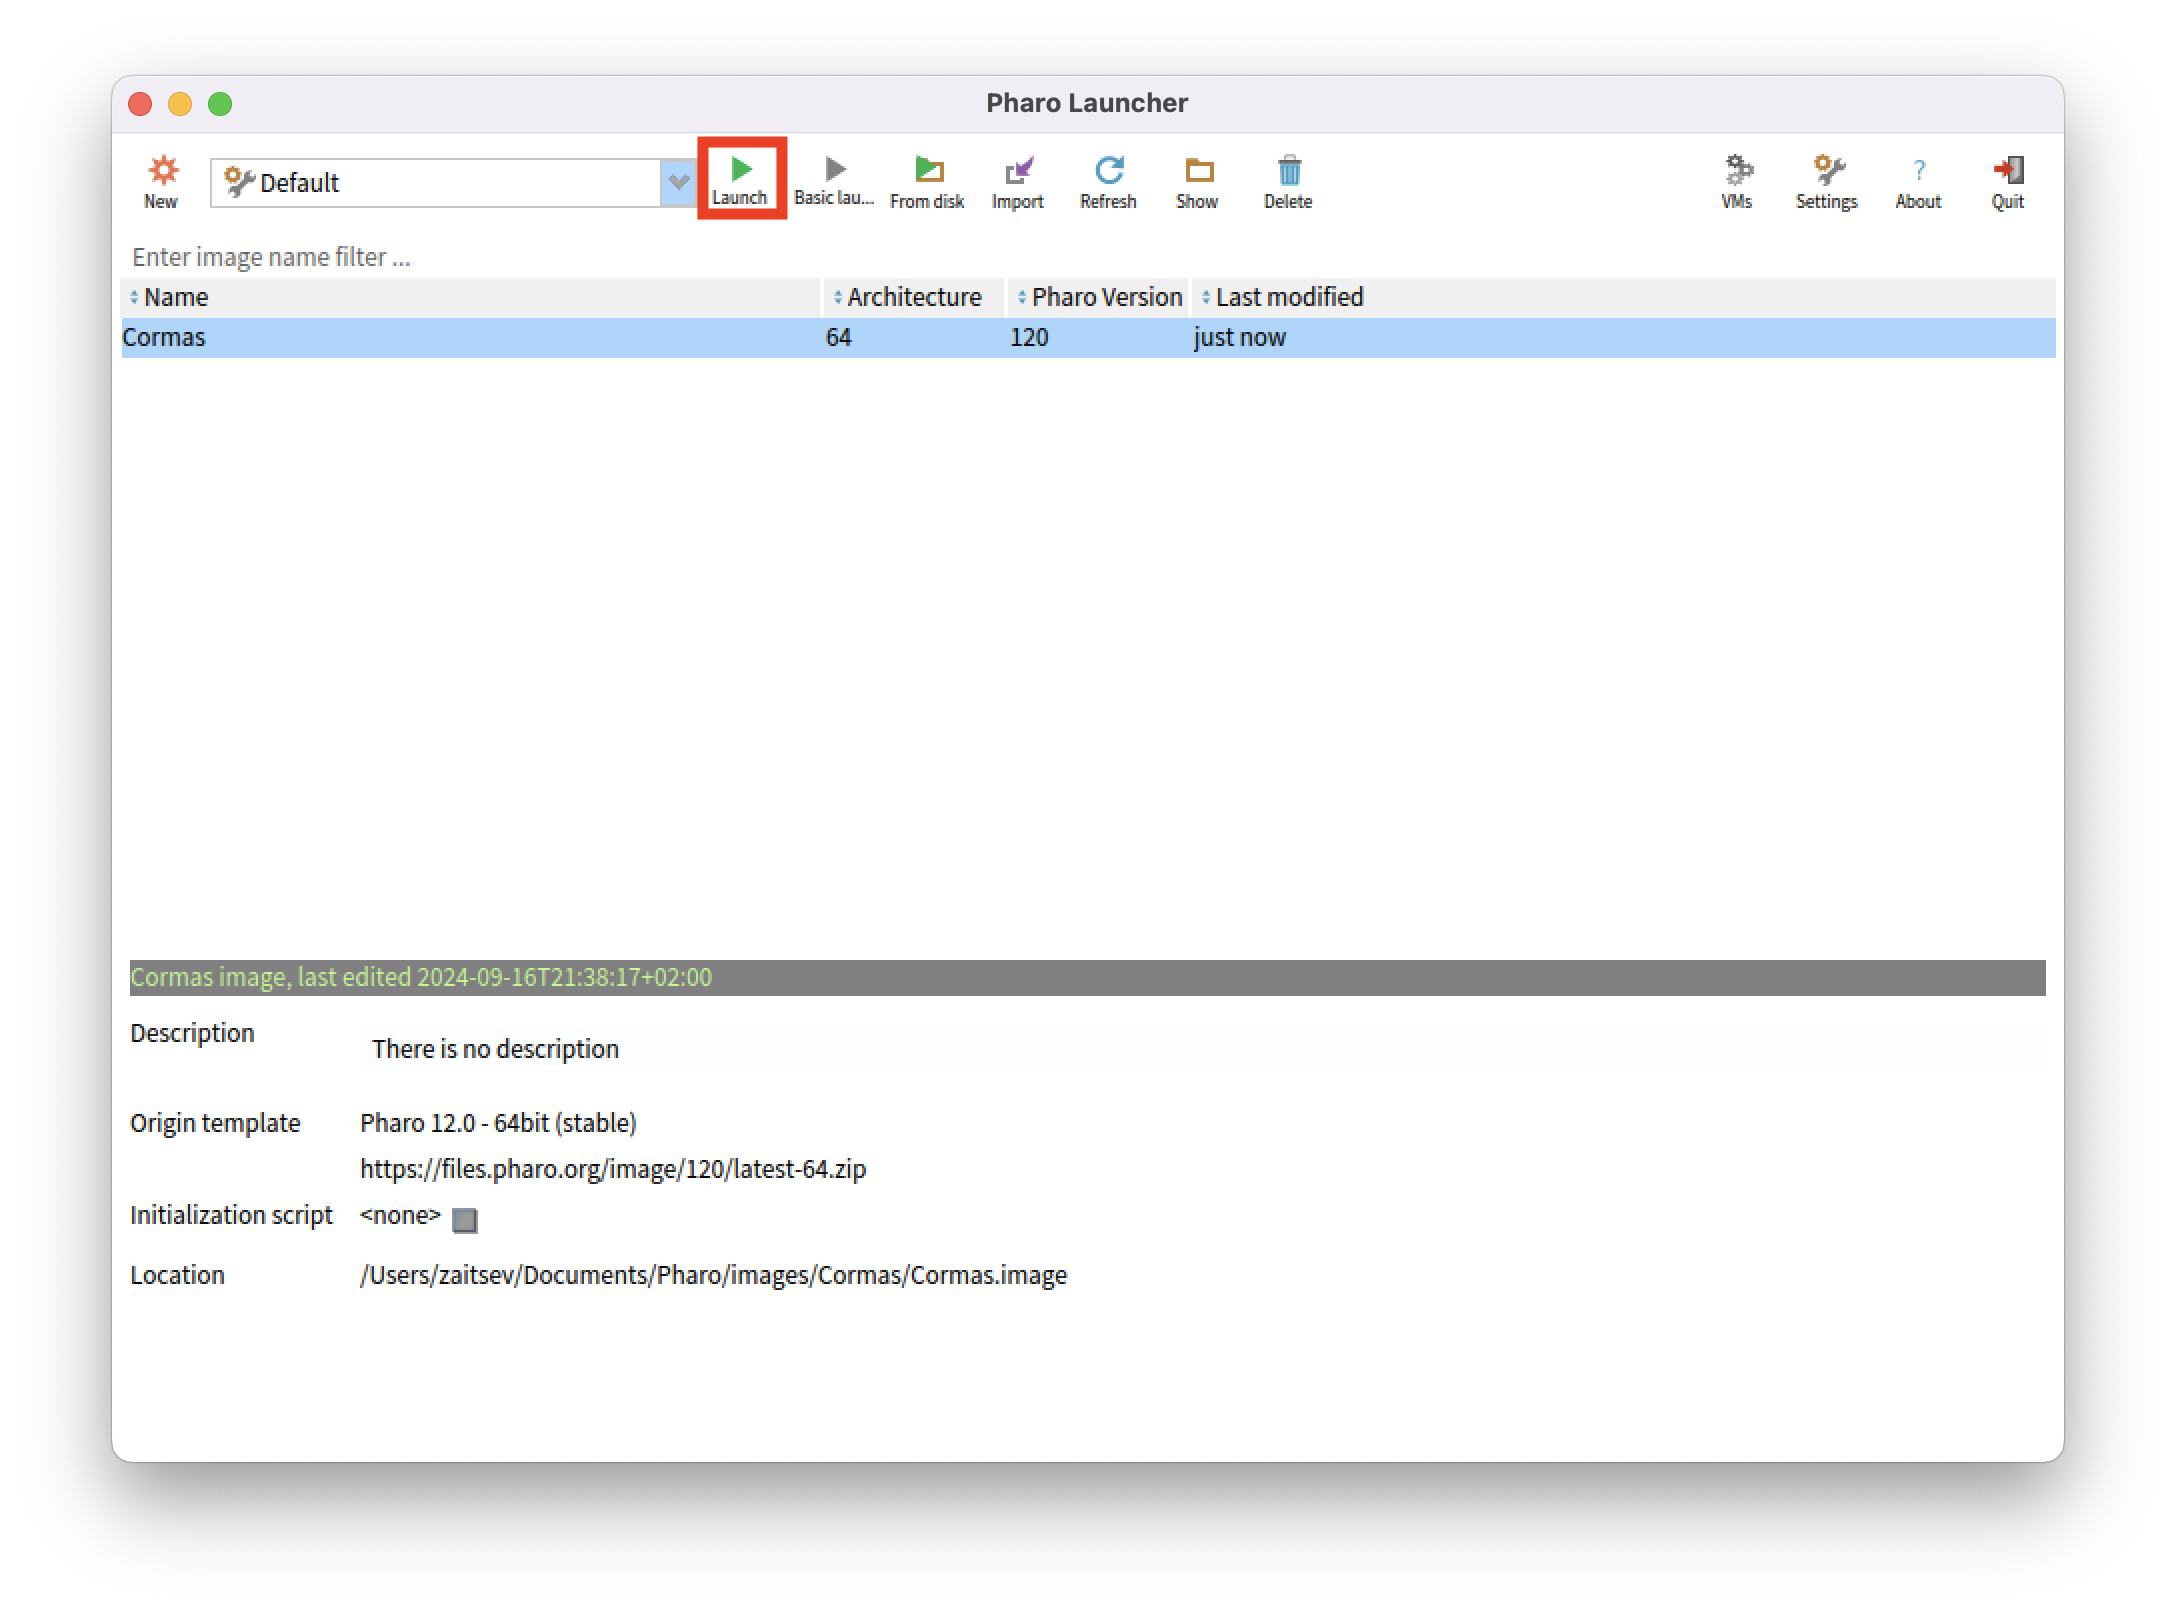 Pharo Launcher
New
Default
Launch
Basic lau...
From disk
Import
Refresh
Show
Delete
VMs
Settings
About
Quit
Enter image name filter ...
Name Architecture Pharo Version Last modified
Cormas 64 120 just now
Cormas image, last edited 2024-09-16T21:38:17+02:00
Description There is no description
Origin template Pharo 12.0 - 64bit (stable)
https://files.pharo.org/image/120/latest-64.zip
Initialization script <none>
Location /Users/zaitsev/Documents/Pharo/images/Cormas/Cormas.image